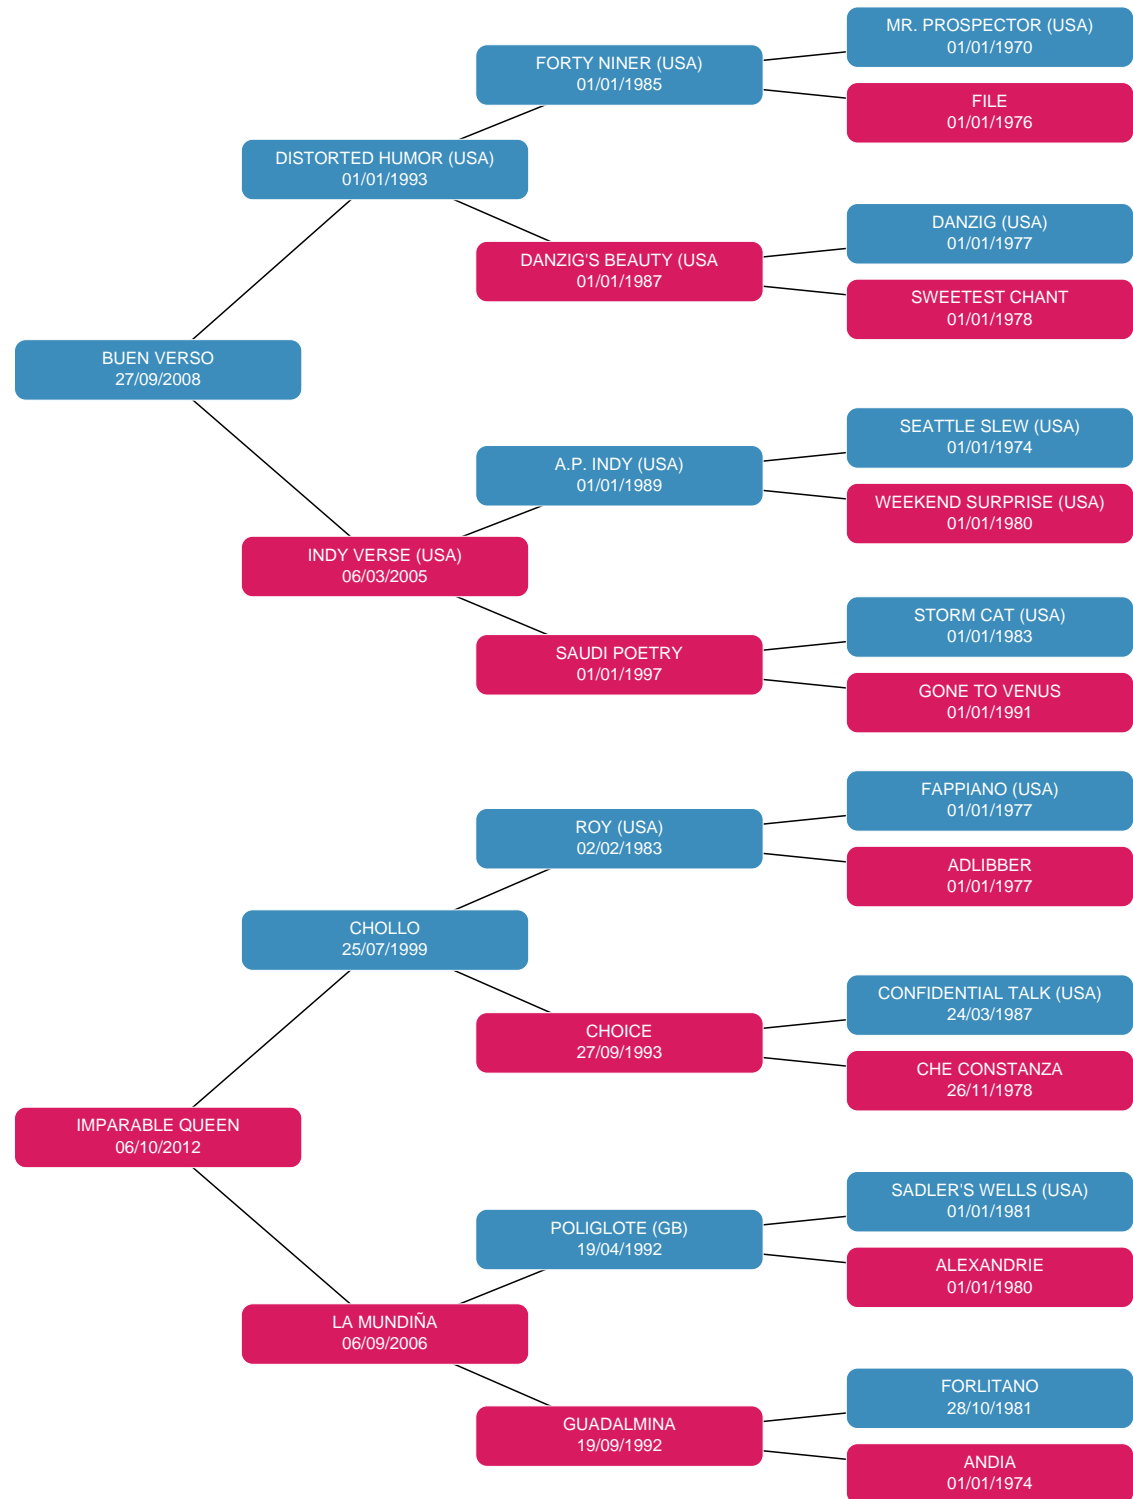 MR. PROSPECTOR (USA)
01/01/1970
FORTY NINER (USA)
01/01/1985
FILE
01/01/1976
DISTORTED HUMOR (USA)
01/01/1993
DANZIG (USA)
01/01/1977
DANZIG'S BEAUTY (USA
01/01/1987
SWEETEST CHANT
01/01/1978
BUEN VERSO
27/09/2008
SEATTLE SLEW (USA)
01/01/1974
A.P. INDY (USA)
01/01/1989
WEEKEND SURPRISE (USA)
01/01/1980
INDY VERSE (USA)
06/03/2005
STORM CAT (USA)
01/01/1983
SAUDI POETRY
01/01/1997
GONE TO VENUS
01/01/1991
FAPPIANO (USA)
01/01/1977
ROY (USA)
02/02/1983
ADLIBBER
01/01/1977
CHOLLO
25/07/1999
CONFIDENTIAL TALK (USA)
24/03/1987
CHOICE
27/09/1993
CHE CONSTANZA
26/11/1978
IMPARABLE QUEEN
06/10/2012
SADLER'S WELLS (USA)
01/01/1981
POLIGLOTE (GB)
19/04/1992
ALEXANDRIE
01/01/1980
LA MUNDIÑA
06/09/2006
FORLITANO
28/10/1981
GUADALMINA
19/09/1992
ANDIA
01/01/1974